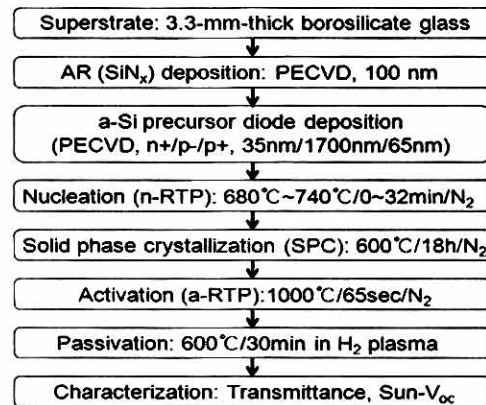 Superstrate: 3.3-mm-thick borosilicate glass
AR (SiNₓ) deposition: PECVD, 100 nm
a-Si precursor diode deposition
(PECVD, n+/p-/p+, 35nm/1700nm/65nm)
Nucleation (n-RTP): 680℃~740℃/0~32min/N₂
Solid phase crystallization (SPC): 600℃/18h/N₂
Activation (a-RTP):1000℃/65sec/N₂
Passivation: 600℃/30min in H₂ plasma
Characterization: Transmittance, Sun-Vₒc